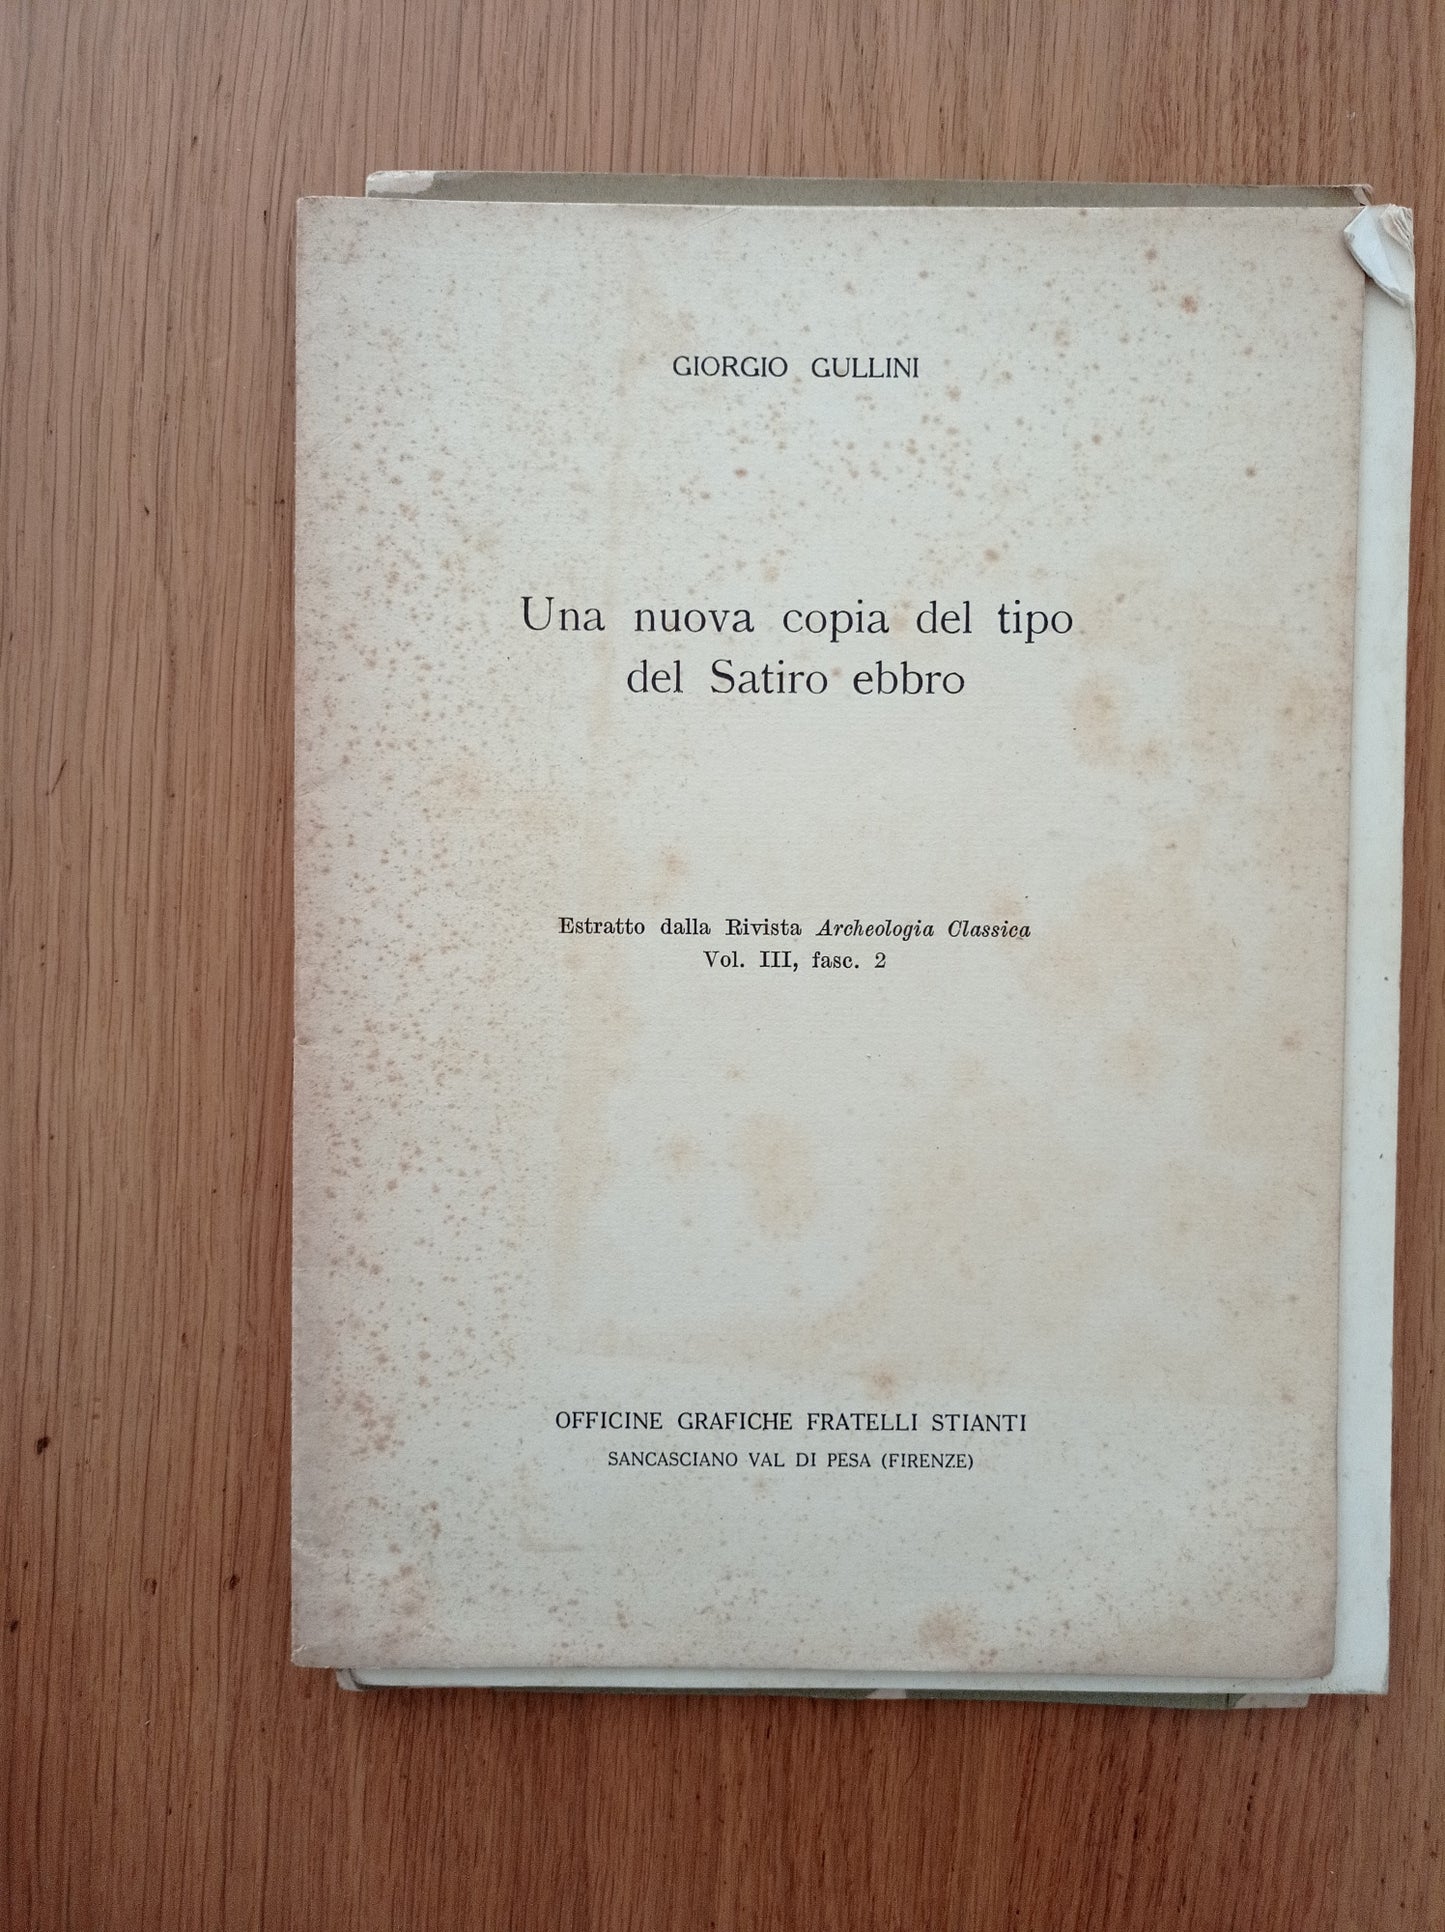 GIORGIO GULLINI
Una nuova copia del tipo
del Satiro ebbro
Estratto dalla Rivista Archeologia Classica
Vol. III, fasc. 2
OFFICINE GRAFICHE FRATELLI STIANTI
SANCASCIANO VAL DI PESA (FIRENZE)